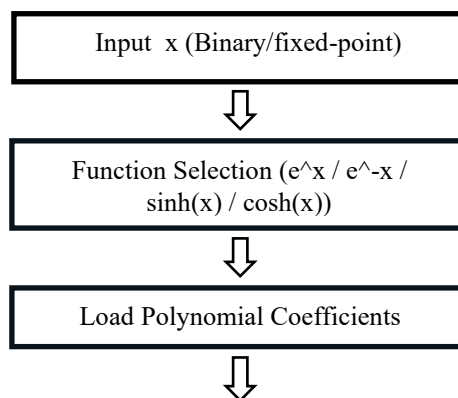 Input x (Binary/fixed-point)
Function Selection (e^x / e^-x /
sinh(x) / cosh(x))
Load Polynomial Coefficients